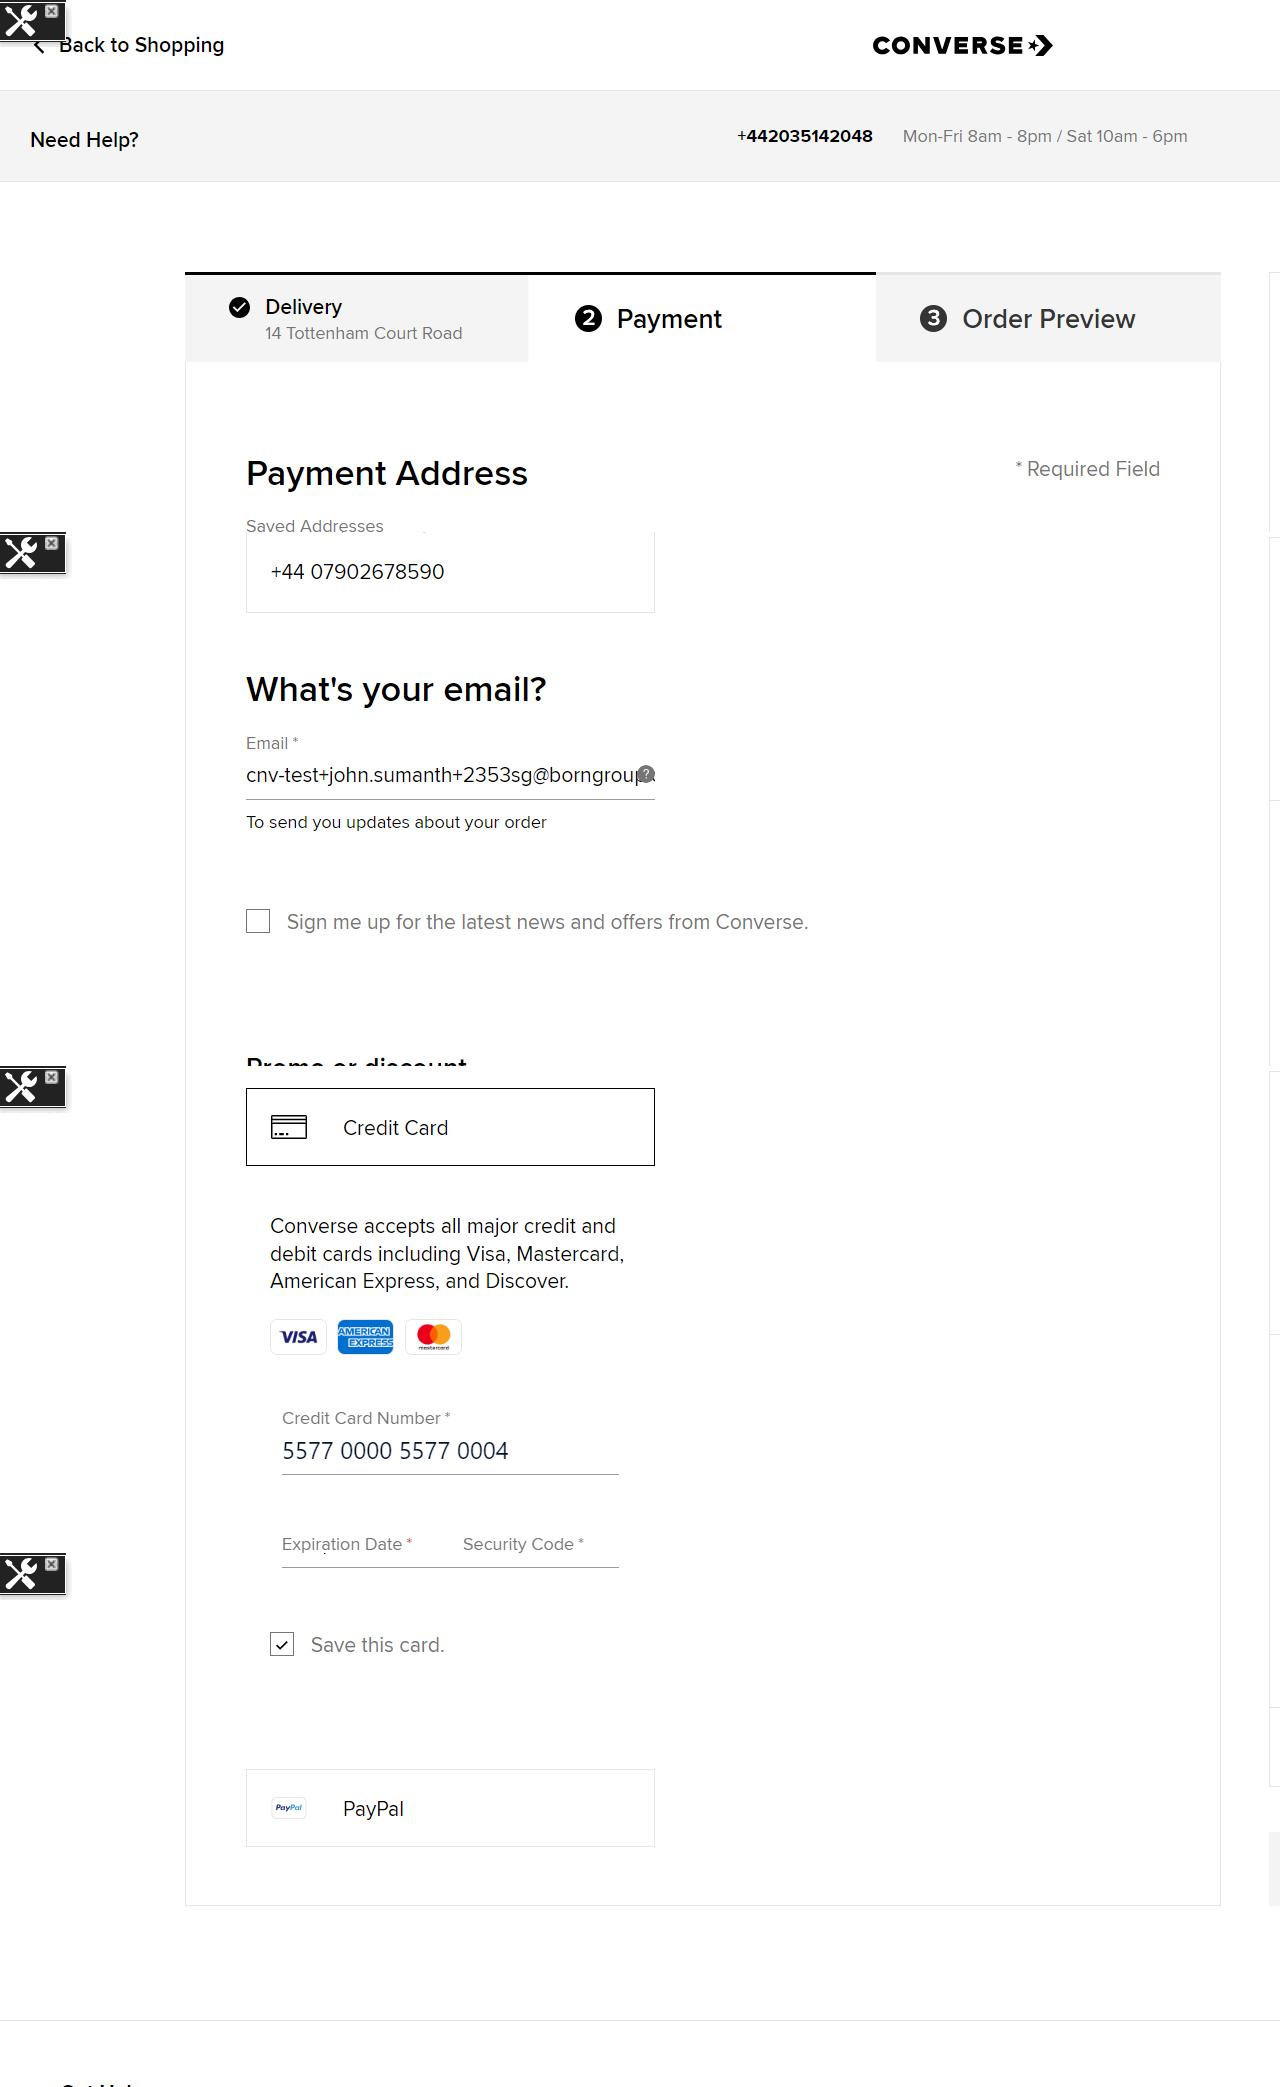 Back to Shopping
CONVERSE
Need Help?
+442035142048 Mon-Fri 8am - 8pm / Sat 10am - 6pm
Delivery
14 Tottenham Court Road
2 Payment
3 Order Preview
Payment Address
* Required Field
Saved Addresses
+44 07902678590
What's your email?
Email *
cnv-test+john.sumanth+2353sg@borngroup
?
To send you updates about your order
Sign me up for the latest news and offers from Converse.
Promo or discount
Credit Card
Converse accepts all major credit and
debit cards including Visa, Mastercard,
American Express, and Discover.
VISA
AMERICAN
EXPRESS
mastercard
Credit Card Number *
5577 0000 5577 0004
Expiration Date * Security Code *
Save this card.
PayPal PayPal